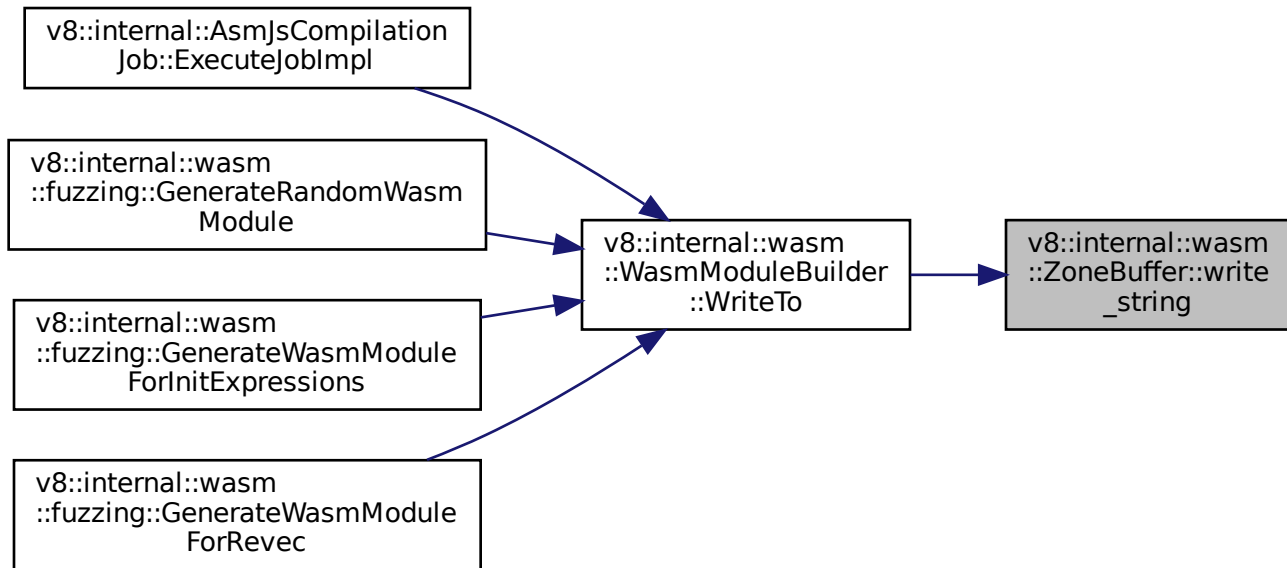 v8::internal::AsmJsCompilation
Job::ExecuteJobImpl
v8::internal::wasm
::fuzzing::GenerateRandomWasm
Module
v8::internal::wasm
::fuzzing::GenerateWasmModule
ForInitExpressions
v8::internal::wasm
::fuzzing::GenerateWasmModule
ForRevec
v8::internal::wasm
::WasmModuleBuilder
::WriteTo
v8::internal::wasm
::ZoneBuffer::write
_string